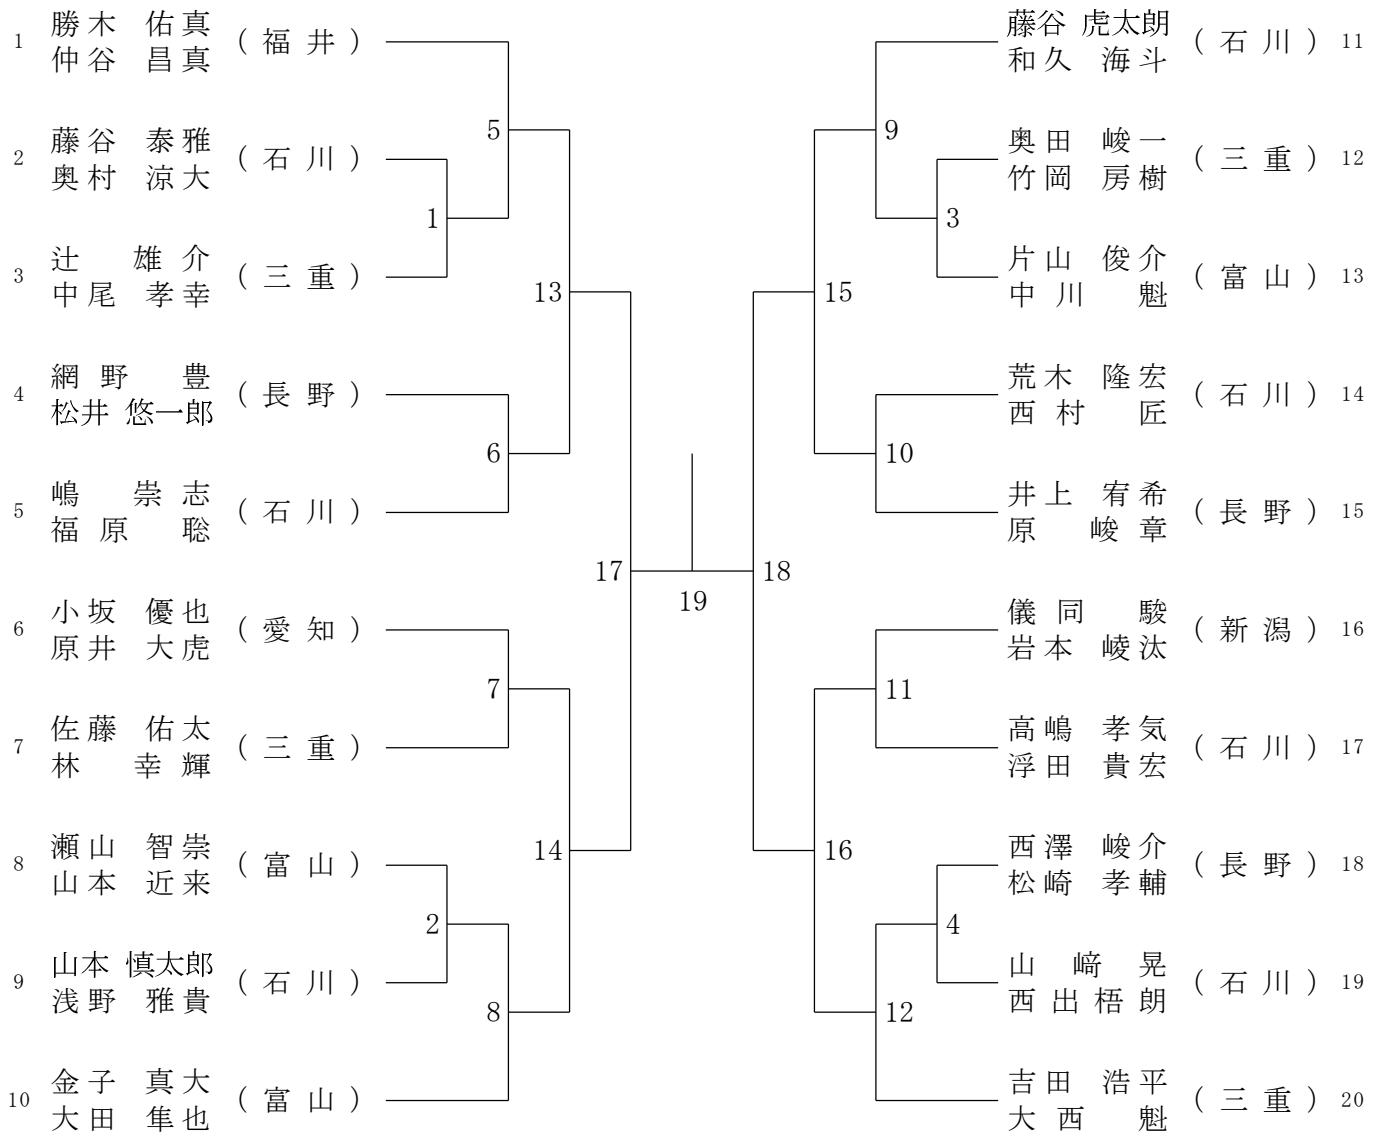 1 勝木 佑真 (福井)
仲谷 昌真
2 藤谷 泰雅 (石川)
奥村 涼大
3 辻 雄介 (三重)
中尾 孝幸
4 網野 豊 (長野)
松井 悠一郎
5 嶋 崇志 (石川)
福原 聡
6 小坂 優也 (愛知)
原井 大虎
7 佐藤 佑太 (三重)
林 幸輝
8 瀬山 智崇 (富山)
山本 近来
9 山本 慎太郎 (石川)
浅野 雅貴
10 金子 真大 (富山)
大田 隼也
5
1
13
6
17
7
14
2
8
19
9
3
15
10
18
11
16
4
12
藤谷 虎太朗 (石川) 11
和久 海斗
奥田 峻一 (三重) 12
竹岡 房樹
片山 俊介 (富山) 13
中川 魁
荒木 隆宏 (石川) 14
西村 匠
井上 宥希 (長野) 15
原 峻章
儀同 駿 (新潟) 16
岩本 崚汰
高嶋 孝気 (石川) 17
浮田 貴宏
西澤 峻介 (長野) 18
松崎 孝輔
山﨑 晃 (石川) 19
西出 梧朗
吉田 浩平 (三重) 20
大西 魁